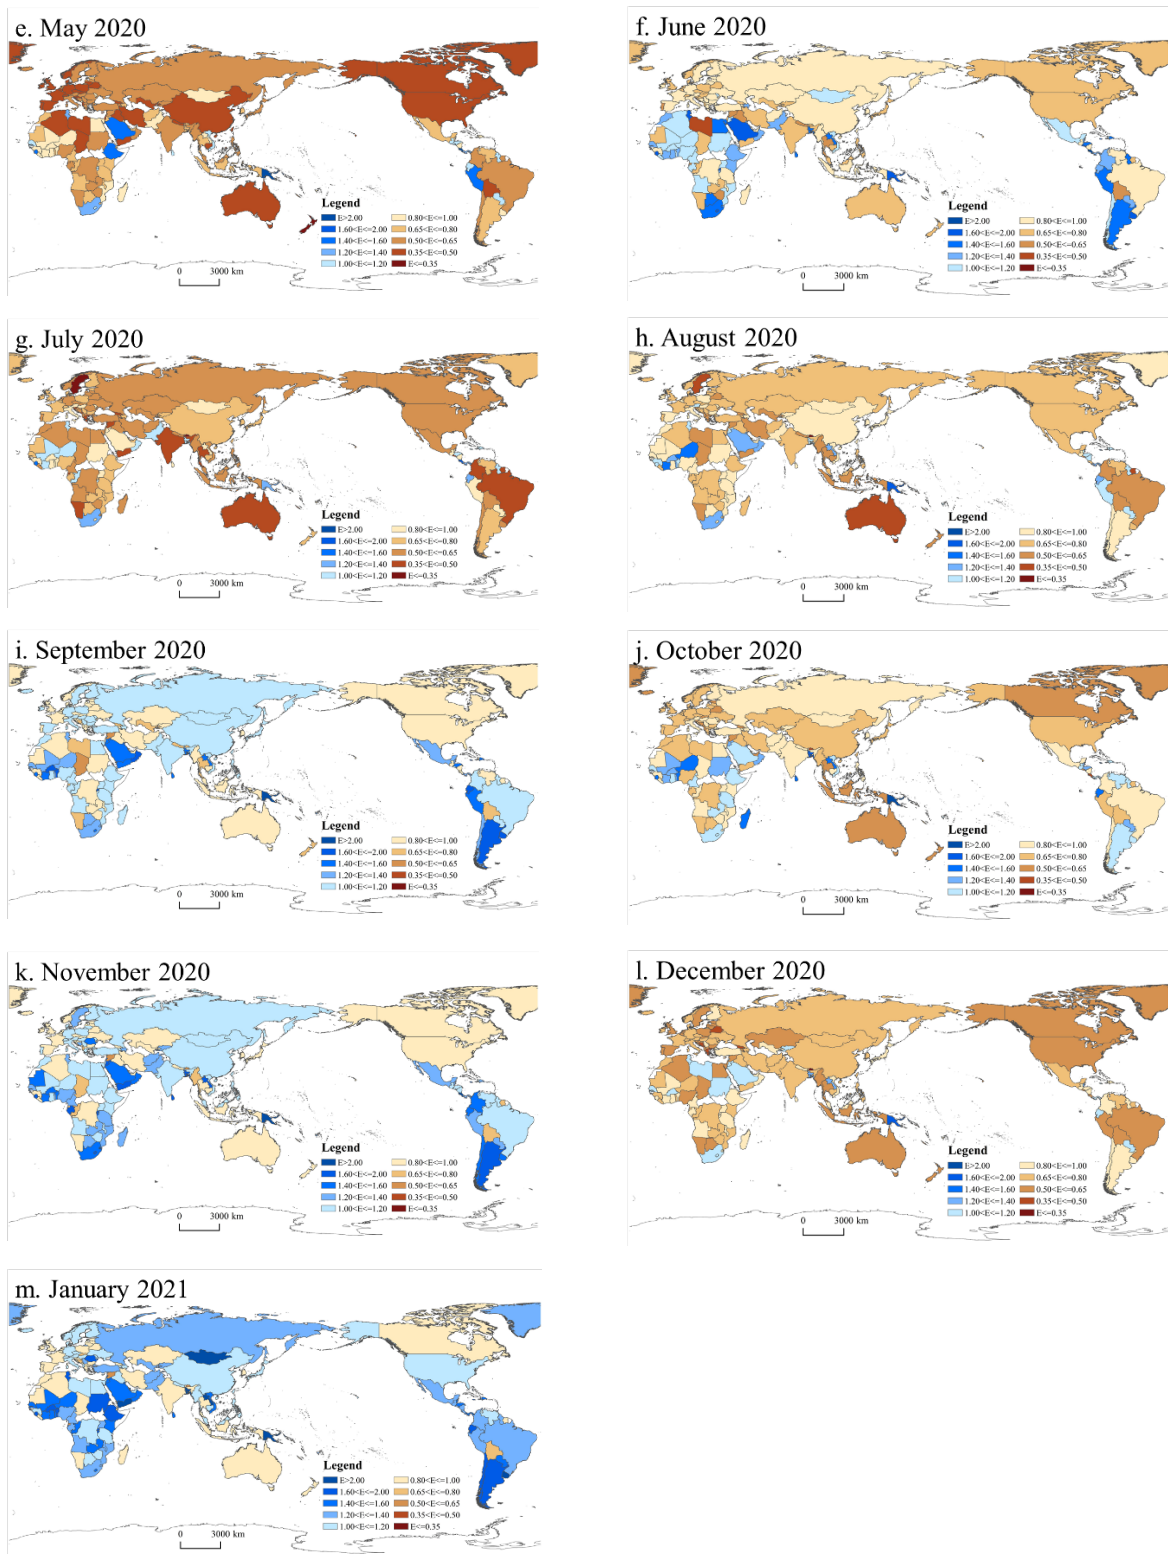 e. May 2020
Legend
E>2.00 0.80<E<=1.00
1.60<E<=2.00 0.65<E<=0.80
1.40<E<=1.60 0.50<E<=0.65
1.20<E<=1.40 0.35<E<=0.50
1.00<E<=1.20 E<=0.35
0 3000 km
f. June 2020
Legend
E>2.00 0.80<E<=1.00
1.60<E<=2.00 0.65<E<=0.80
1.40<E<=1.60 0.50<E<=0.65
1.20<E<=1.40 0.35<E<=0.50
1.00<E<=1.20 E<=0.35
0 3000 km
g. July 2020
Legend
E>2.00 0.80<E<=1.00
1.60<E<=2.00 0.65<E<=0.80
1.40<E<=1.60 0.50<E<=0.65
1.20<E<=1.40 0.35<E<=0.50
1.00<E<=1.20 E<=0.35
0 3000 km
h. August 2020
Legend
E>2.00 0.80<E<=1.00
1.60<E<=2.00 0.65<E<=0.80
1.40<E<=1.60 0.50<E<=0.65
1.20<E<=1.40 0.35<E<=0.50
1.00<E<=1.20 E<=0.35
0 3000 km
i. September 2020
Legend
E>2.00 0.80<E<=1.00
1.60<E<=2.00 0.65<E<=0.80
1.40<E<=1.60 0.50<E<=0.65
1.20<E<=1.40 0.35<E<=0.50
1.00<E<=1.20 E<=0.35
0 3000 km
j. October 2020
Legend
E>2.00 0.80<E<=1.00
1.60<E<=2.00 0.65<E<=0.80
1.40<E<=1.60 0.50<E<=0.65
1.20<E<=1.40 0.35<E<=0.50
1.00<E<=1.20 E<=0.35
0 3000 km
k. November 2020
Legend
E>2.00 0.80<E<=1.00
1.60<E<=2.00 0.65<E<=0.80
1.40<E<=1.60 0.50<E<=0.65
1.20<E<=1.40 0.35<E<=0.50
1.00<E<=1.20 E<=0.35
0 3000 km
l. December 2020
Legend
E>2.00 0.80<E<=1.00
1.60<E<=2.00 0.65<E<=0.80
1.40<E<=1.60 0.50<E<=0.65
1.20<E<=1.40 0.35<E<=0.50
1.00<E<=1.20 E<=0.35
0 3000 km
m. January 2021
Legend
E>2.00 0.80<E<=1.00
1.60<E<=2.00 0.65<E<=0.80
1.40<E<=1.60 0.50<E<=0.65
1.20<E<=1.40 0.35<E<=0.50
1.00<E<=1.20 E<=0.35
0 3000 km